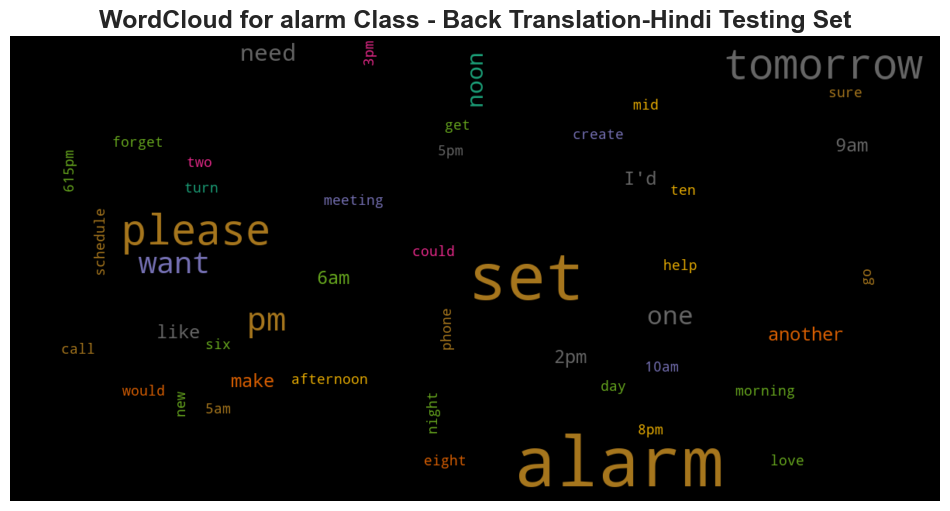 WordCloud for alarm Class - Back Translation-Hindi Testing Set
need
3pm
noon
tomorrow
sure
mid
get
create
forget
5pm
9am
two
615pm
I'd
turn
ten
meeting
please
schedule
could
want
help
6am
set
go
pm
one
like
phone
another
six
call
2pm
10am
make
afternoon
day
would
new
morning
5am
night
8pm
eight
alarm
love